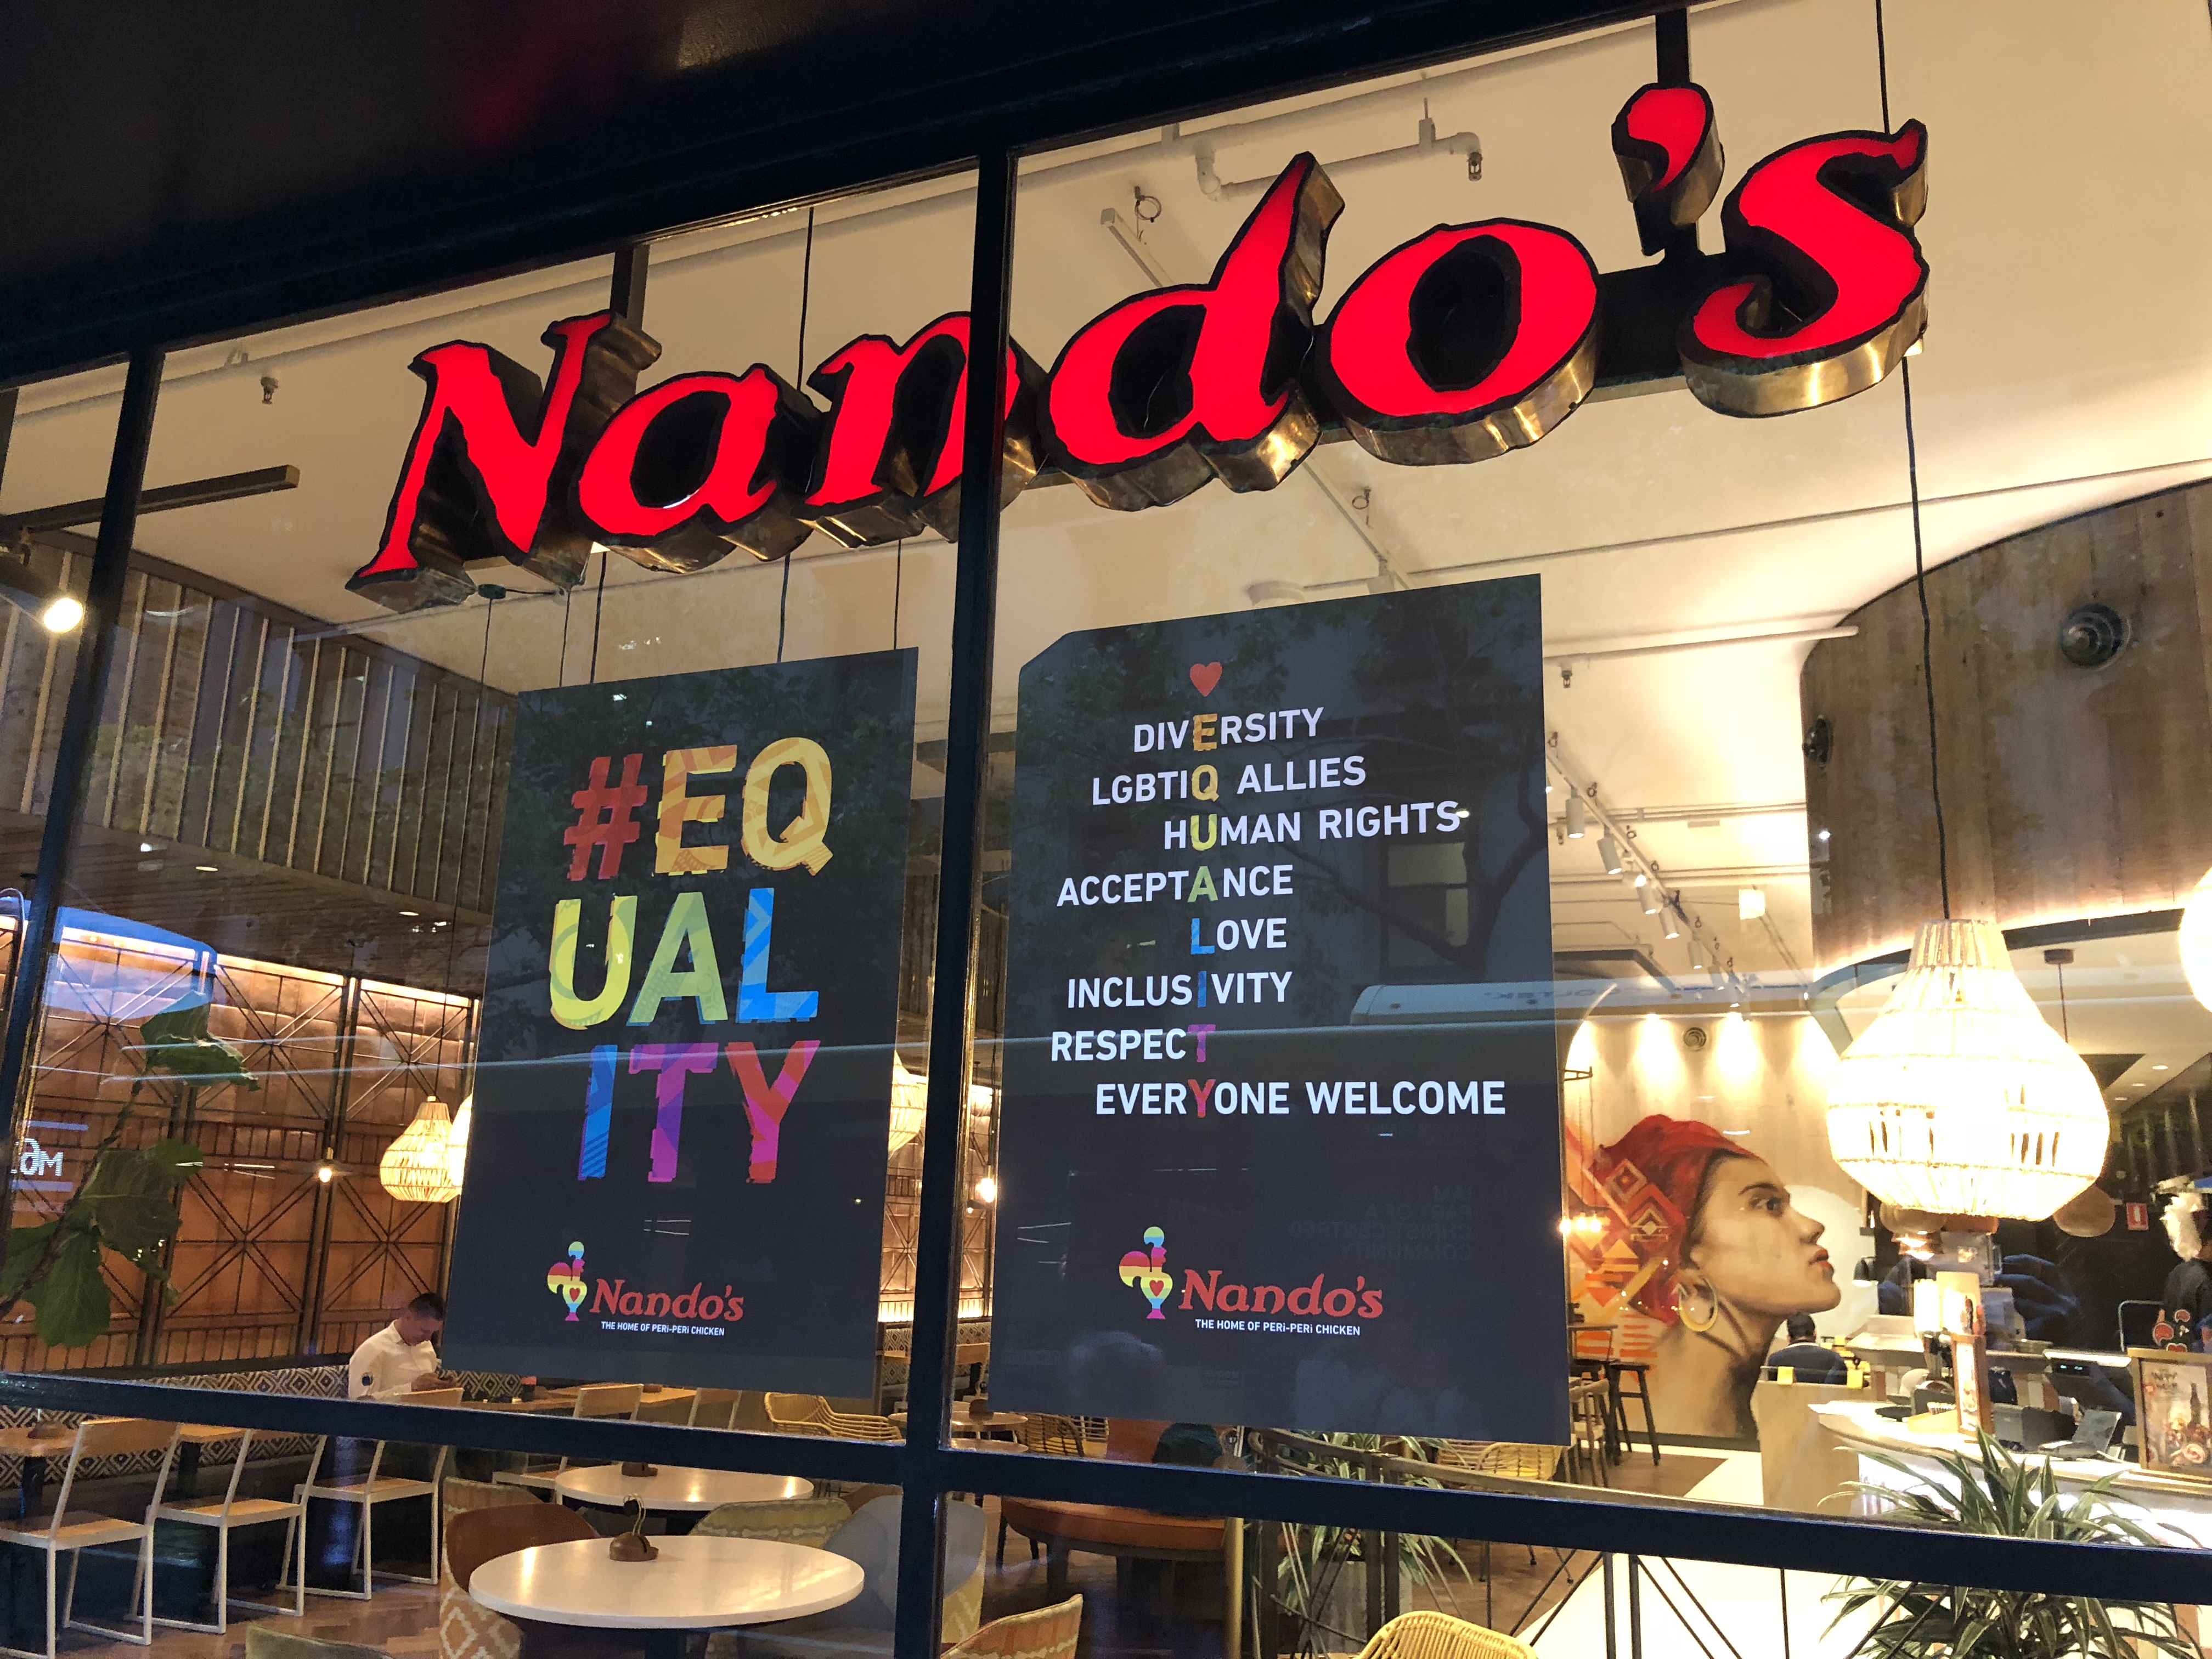 Nando's
#EQ
UAL
ITY
Nando's
THE HOME OF PERi-PERi CHICKEN
DIVERSITY
LGBTIQ ALLIES
HUMAN RIGHTS
ACCEPTANCE
LOVE
INCLUSIVITY
RESPECT
EVERYONE WELCOME
Nando's
THE HOME OF PERi-PERi CHICKEN